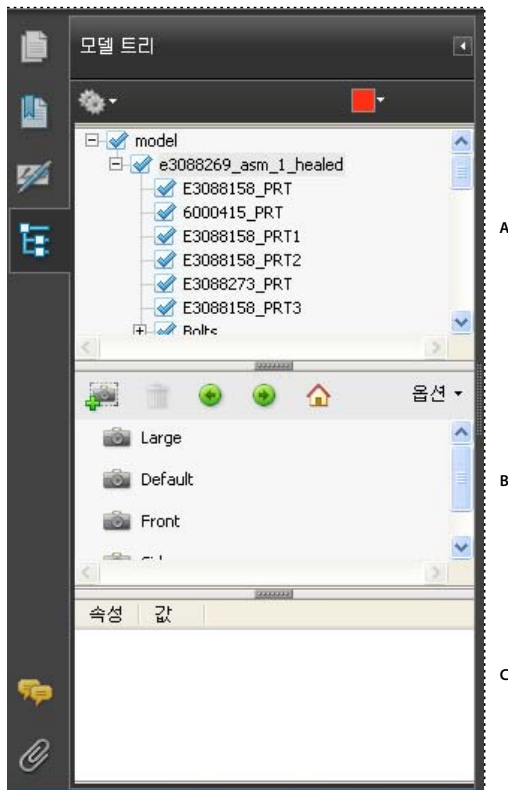 모델 트리
model
e3088269_asm_1_healed
E3088158_PRT
6000415_PRT
E3088158_PRT1
E3088158_PRT2
E3088273_PRT
E3088158_PRT3
Bolts
A
옵션
Large
Default
Front
B
속성 값
C